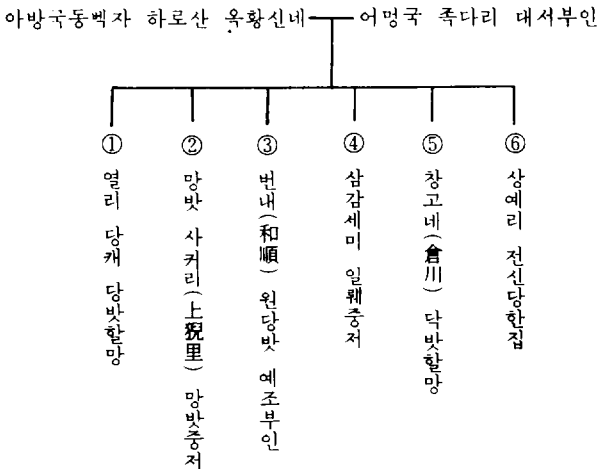 아방국동벡자 하로산 옥황신네 어멍국 족다리 대서부인
① 열리 당캐 당밧할망
② 망밧 사커리(上猊里) 망밧중저
③ 번내(和順) 원당밧 예조부인
④ 삼감세미 일뤠중저
⑤ 창고네(倉川) 닥밧할망
⑥ 상예리 전신당한집